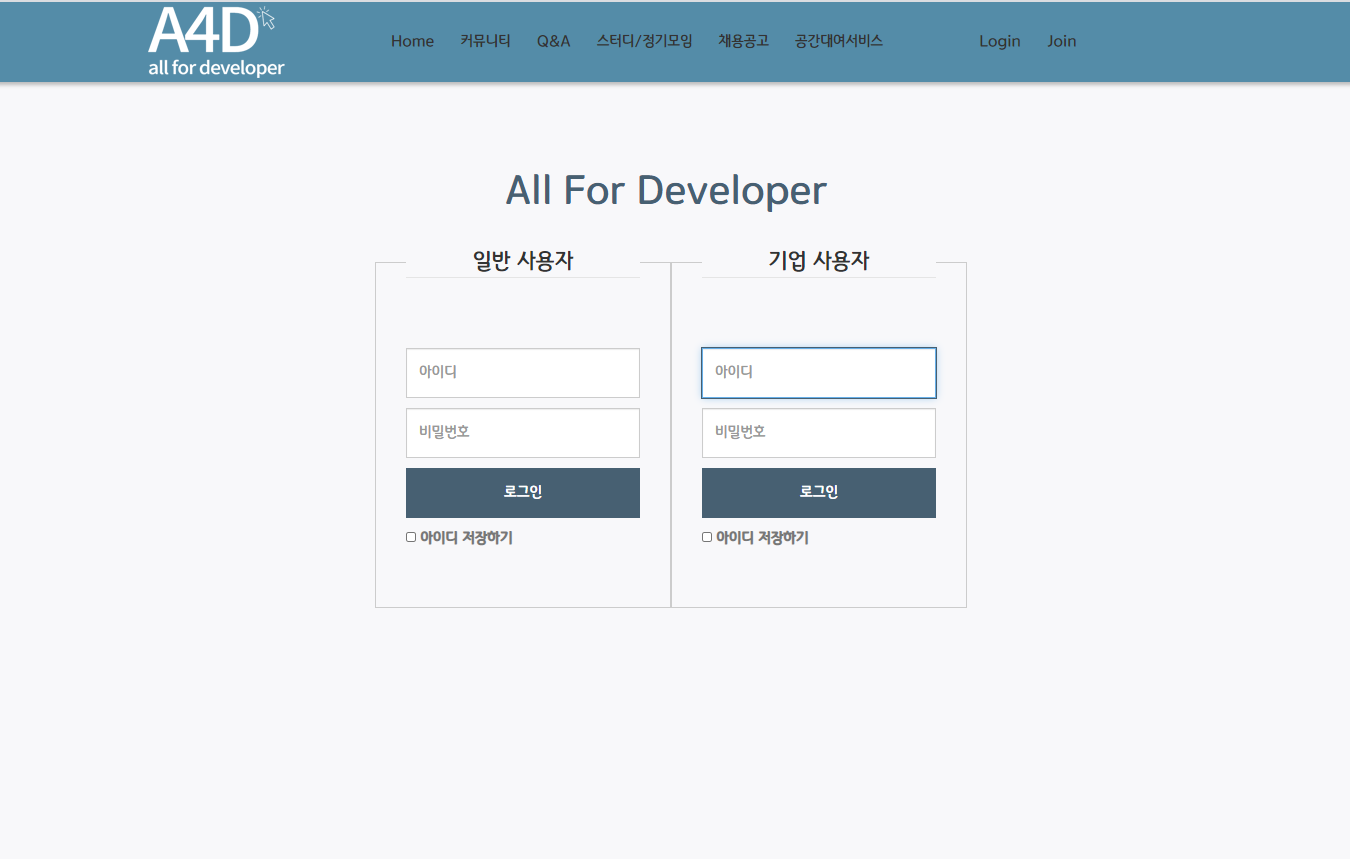 A4D
all for developer
Home 커뮤니티 Q&A 스터디/정기모임 채용공고 공간대여서비스 Login Join
All For Developer
일반 사용자
아이디
비밀번호
로그인
아이디 저장하기
기업 사용자
아이디
비밀번호
로그인
아이디 저장하기